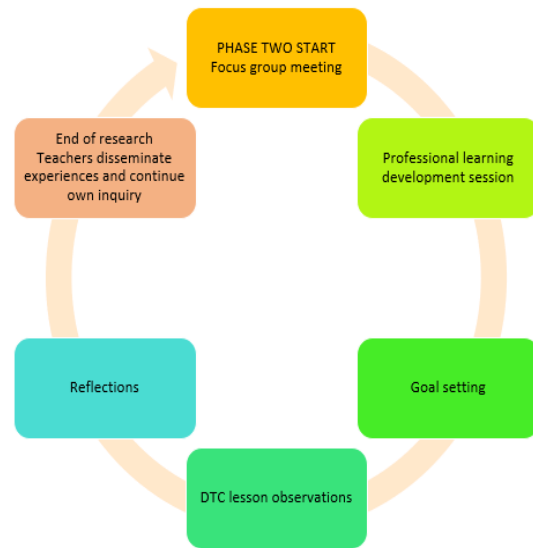 PHASE TWO START
Focus group meeting
Professional learning
development session
Goal setting
DTC lesson observations
Reflections
End of research
Teachers disseminate
experiences and continue
own inquiry